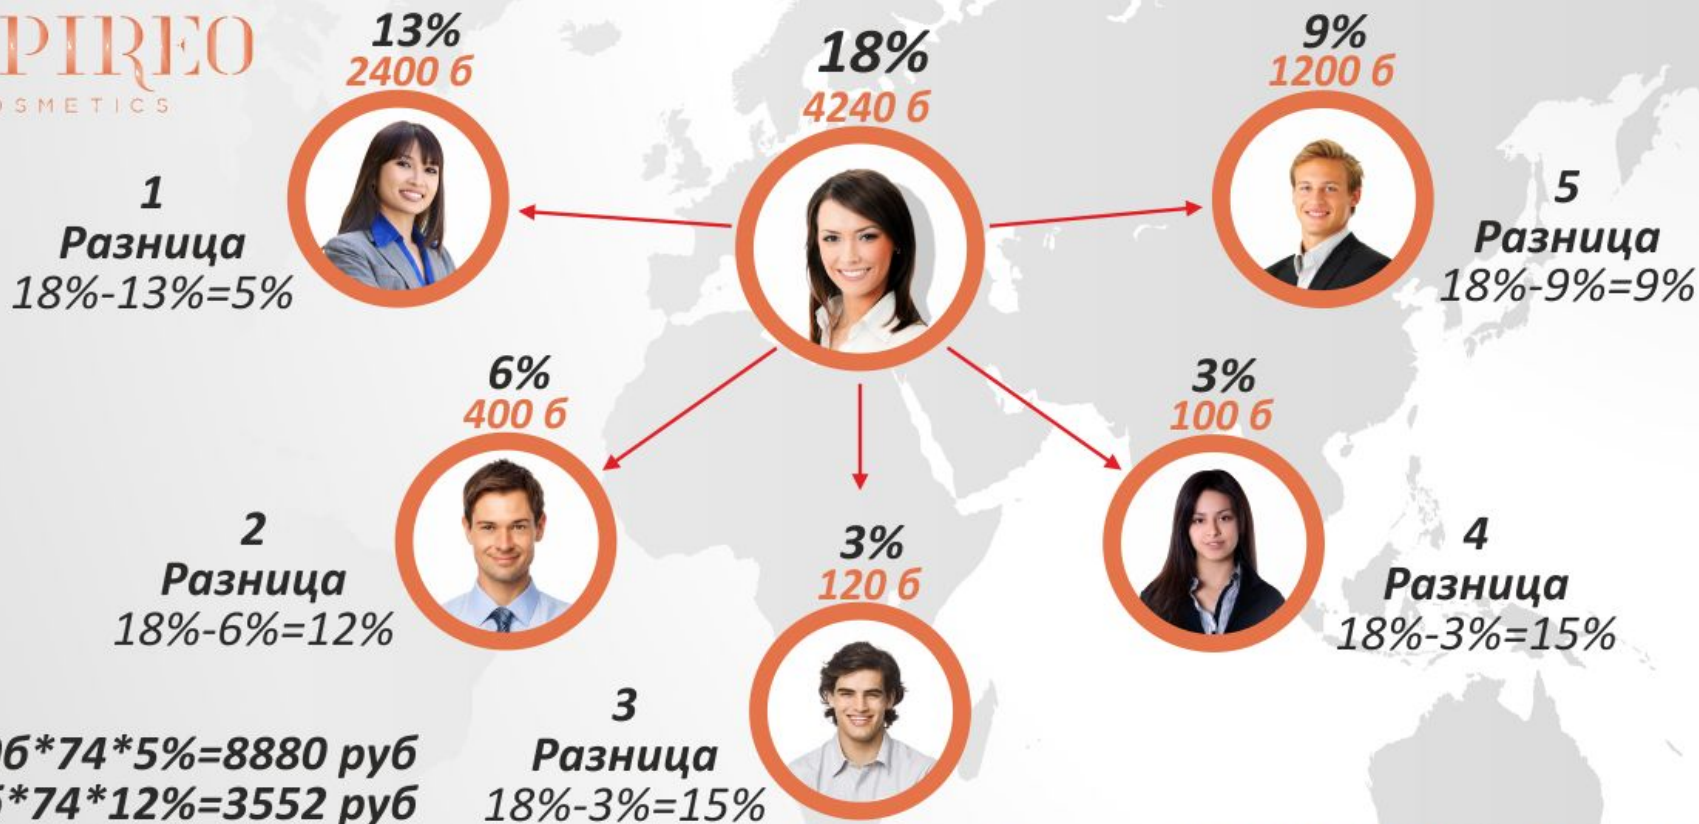 PIREO
OSMETICS
13%
2400 б
18%
4240 б
9%
1200 б
1
Разница
18%-13%=5%
5
Разница
18%-9%=9%
6%
400 б
3%
100 б
2
Разница
18%-6%=12%
3%
120 б
4
Разница
18%-3%=15%
3
Разница
18%-3%=15%
б*74*5%=8880 руб
*74*12%=3552 руб